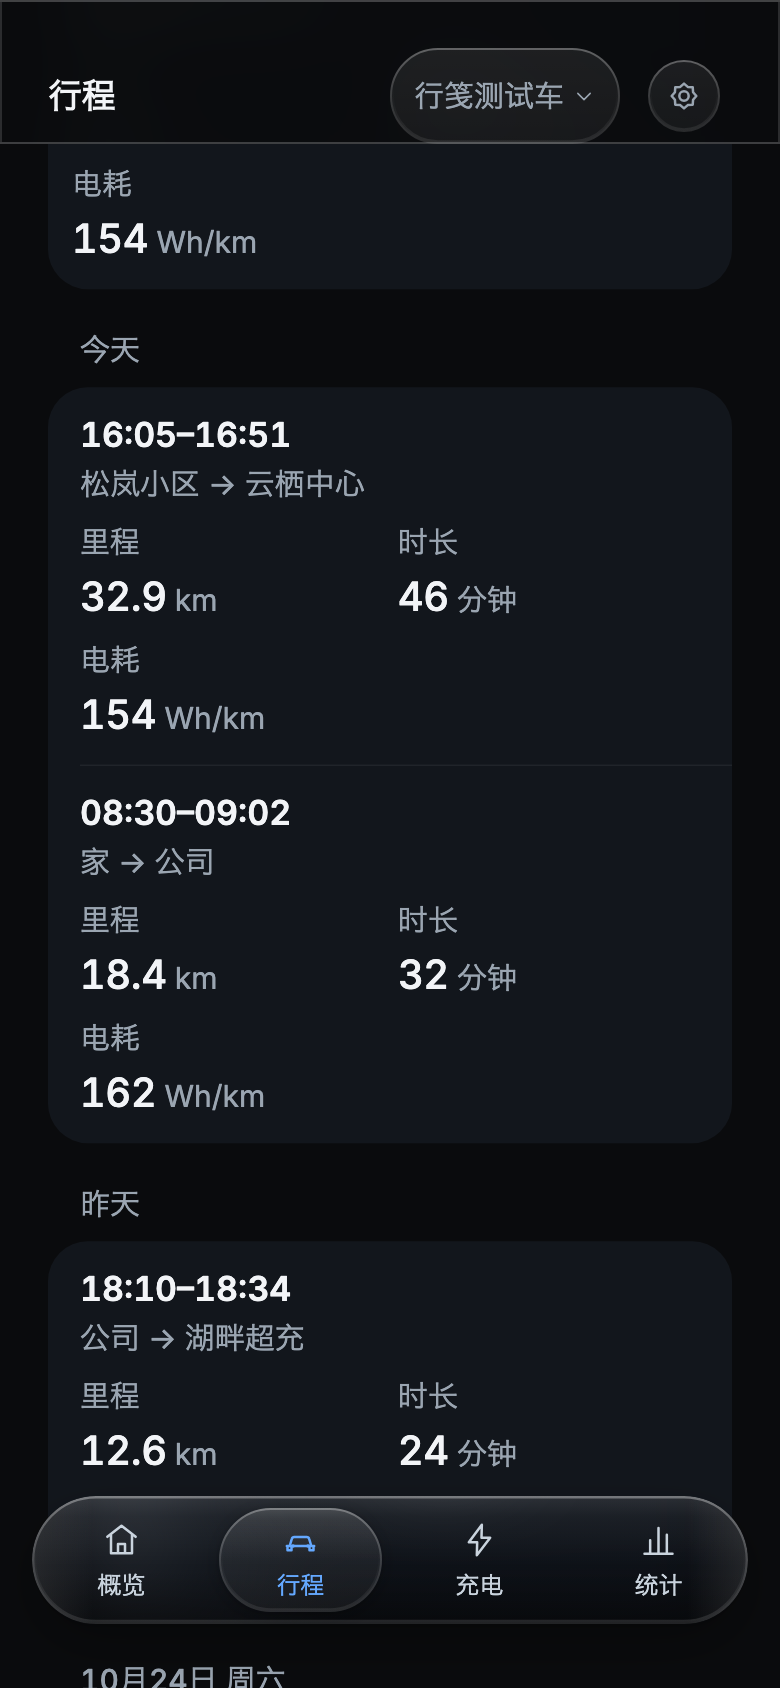 行程
行笺测试车
电耗
154 Wh/km
今天
16:05–16:51
松岚小区 → 云栖中心
里程 时长
32.9 km 46 分钟
电耗
154 Wh/km
08:30–09:02
家 → 公司
里程 时长
18.4 km 32 分钟
电耗
162 Wh/km
昨天
18:10–18:34
公司 → 湖畔超充
里程 时长
12.6 km 24 分钟
概览 行程 充电 统计
10月24日 周六